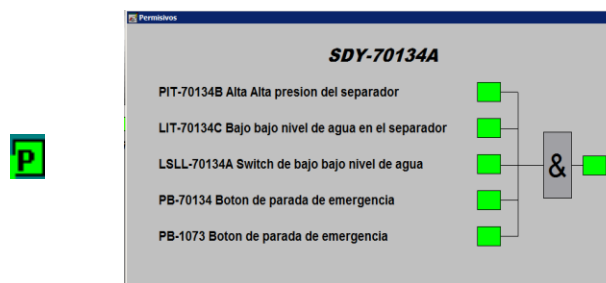 Permisivos
SDY-70134A
PIT-70134B Alta Alta presion del separador
LIT-70134C Bajo bajo nivel de agua en el separador
P
LSLL-70134A Switch de bajo bajo nivel de agua
&
PB-70134 Boton de parada de emergencia
PB-1073 Boton de parada de emergencia